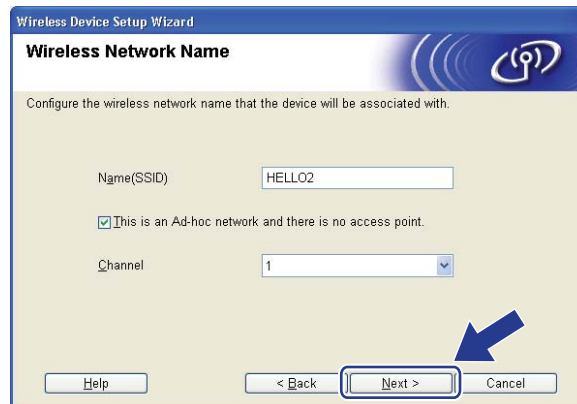 Wireless Device Setup Wizard
Wireless Network Name
Configure the wireless network name that the device will be associated with.
Name(SSID) HELLO2
This is an Ad-hoc network and there is no access point.
Channel 1
Help < Back Next > Cancel